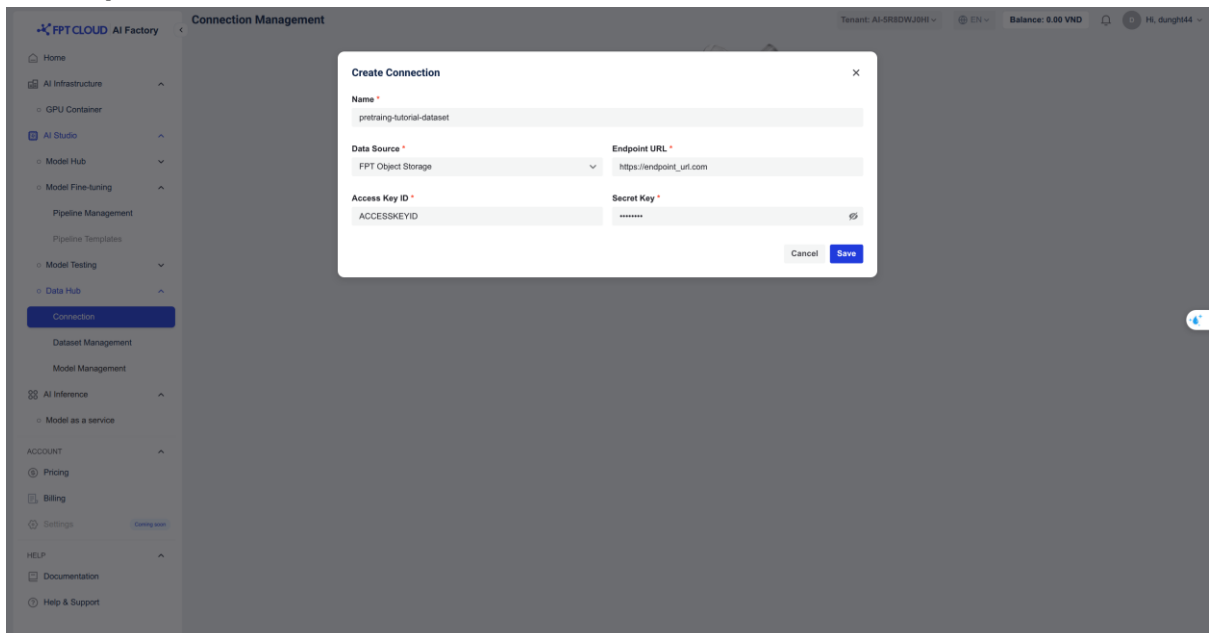 FPT CLOUD AI Factory
Connection Management
Tenant: AI-5R8DWJ0HI
EN
Balance: 0.00 VND
D
Hi, dunght44
Home
AI Infrastructure
GPU Container
AI Studio
Model Hub
Model Fine-tuning
Pipeline Management
Pipeline Templates
Model Testing
Data Hub
Connection
Dataset Management
Model Management
AI Inference
Model as a service
ACCOUNT
Pricing
Billing
Settings Coming soon
HELP
Documentation
Help & Support
Create Connection
Name *
pretraing-tutorial-dataset
Data Source * Endpoint URL *
FPT Object Storage https://endpoint_url.com
Access Key ID * Secret Key *
ACCESSKEYID ••••••••
Cancel Save